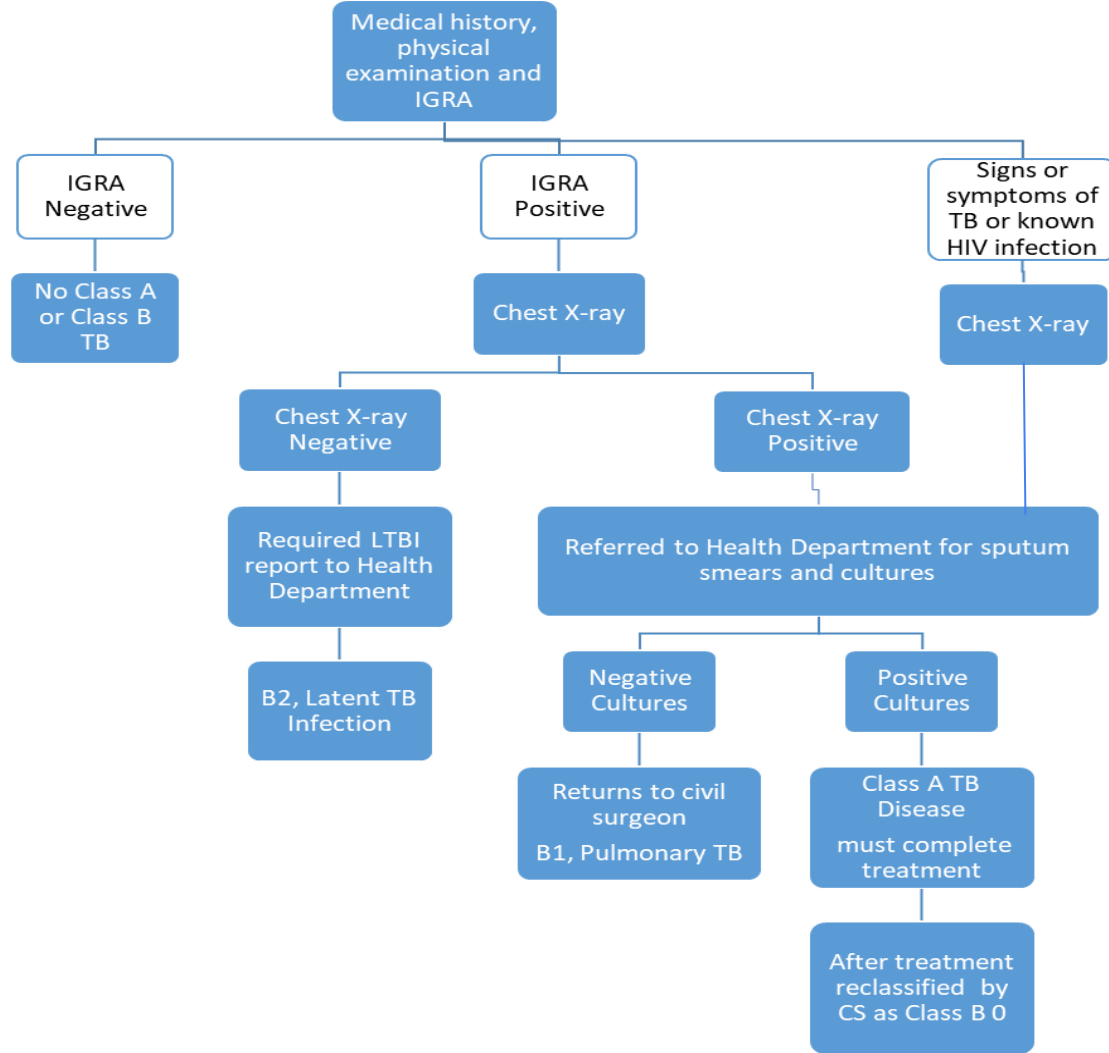 Medical history,
physical
examination and
IGRA
IGRA
Negative
IGRA
Positive
Signs or
symptoms of
TB or known
HIV infection
No Class A
or Class B
TB
Chest X-ray
Chest X-ray
Chest X-ray
Negative
Chest X-ray
Positive
Required LTBI
report to Health
Department
Referred to Health Department for sputum
smears and cultures
B2, Latent TB
Infection
Negative
Cultures
Positive
Cultures
Returns to civil
surgeon
B1, Pulmonary TB
Class A TB
Disease
must complete
treatment
After treatment
reclassified by
CS as Class B 0